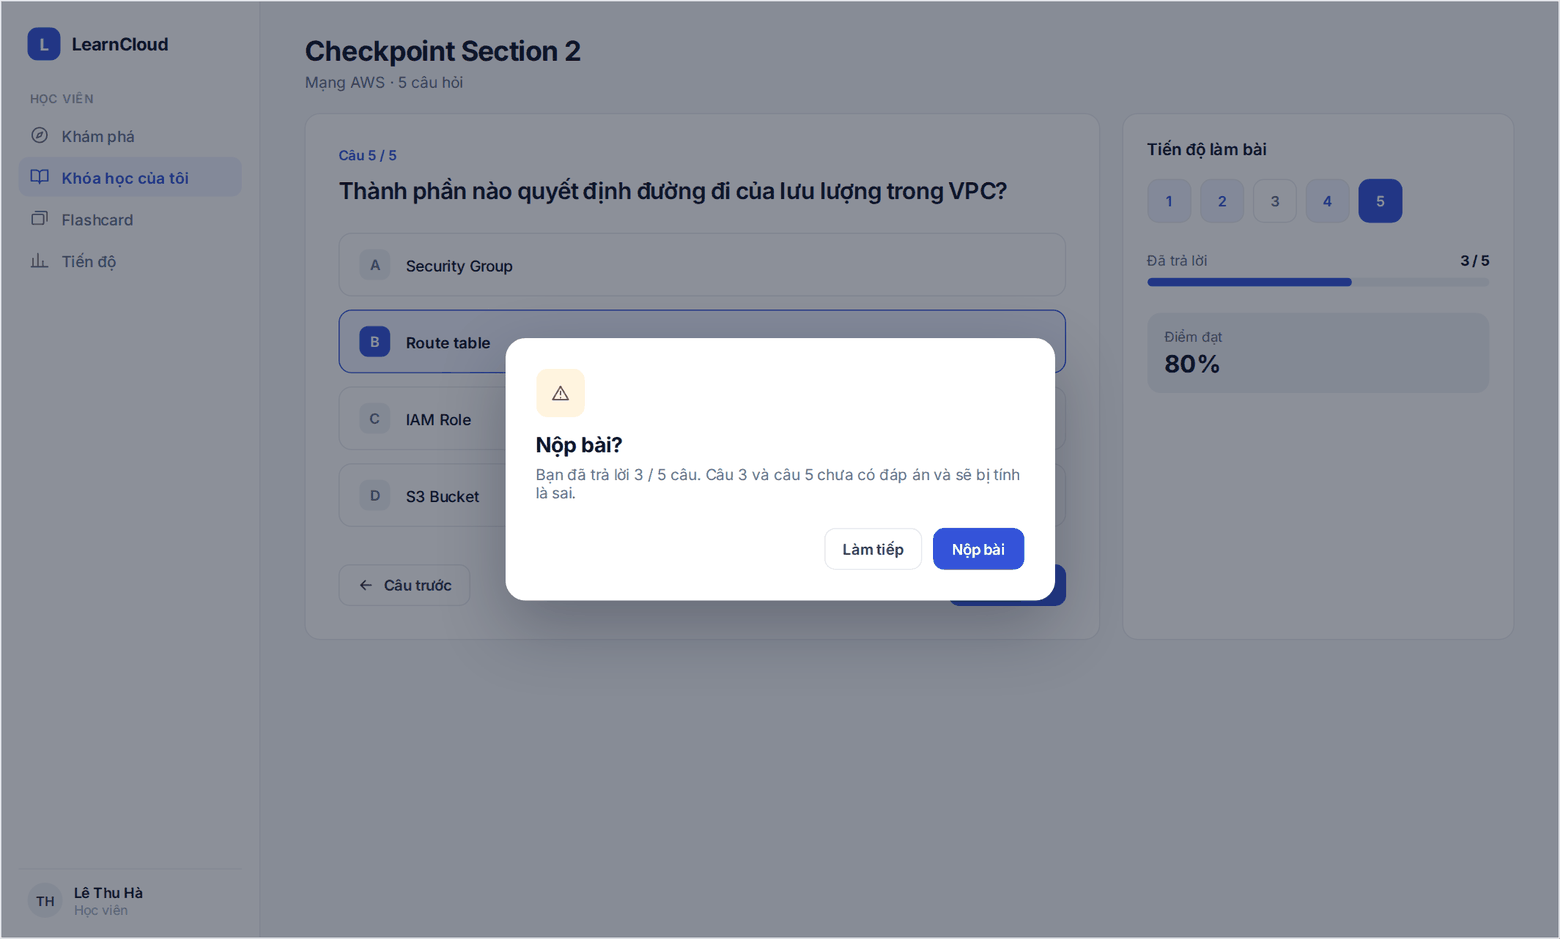 L LearnCloud
HỌC VIÊN
Khám phá
Khóa học của tôi
Flashcard
Tiến độ
TH
Lê Thu Hà
Học viên
Checkpoint Section 2
Mạng AWS · 5 câu hỏi
Câu 5 / 5
Thành phần nào quyết định đường đi của lưu lượng trong VPC?
A Security Group
B Route table
C IAM Role
D S3 Bucket
← Câu trước
Nộp bài?
Bạn đã trả lời 3 / 5 câu. Câu 3 và câu 5 chưa có đáp án và sẽ bị tính
là sai.
Làm tiếp Nộp bài
Tiến độ làm bài
1 2 3 4 5
Đã trả lời 3 / 5
Điểm đạt
80%